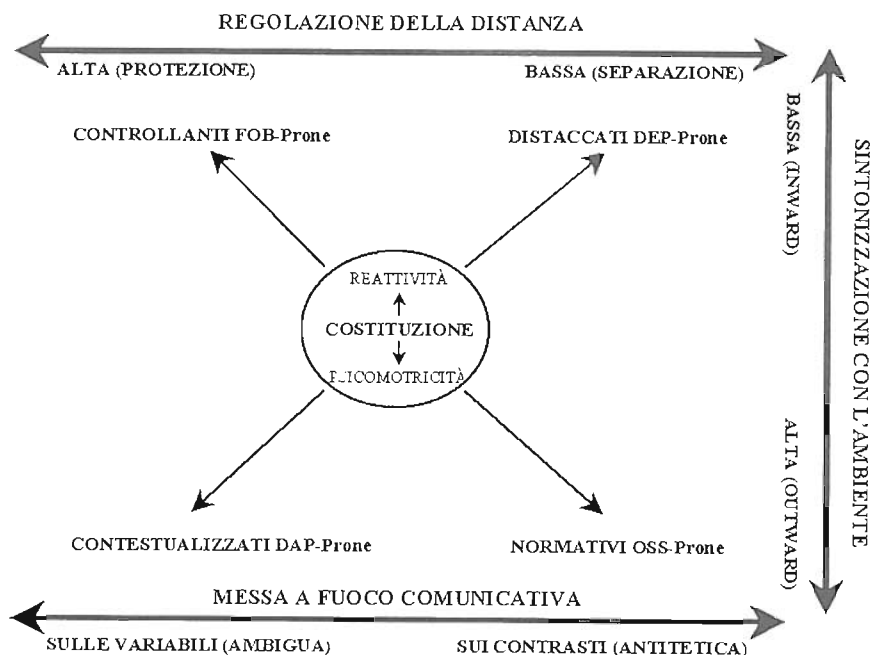 REGOLAZIONE DELLA DISTANZA
ALTA (PROTEZIONE) BASSA (SEPARAZIONE)
CONTROLLANTI FOB-Prone DISTACCATI DEP-Prone
BASSA (INWARD)
SINTONIZZAZIONE CON L'AMBIENTE
REATTIVITÀ
COSTITUZIONE
ALTA (OUTWARD)
CONTESTUALIZZATI DAP-Prone NORMATIVI OSS-Prone
MESSA A FUOCO COMUNICATIVA
SULLE VARIABILI (AMBIGUA) SUI CONTRASTI (ANTITETICA)